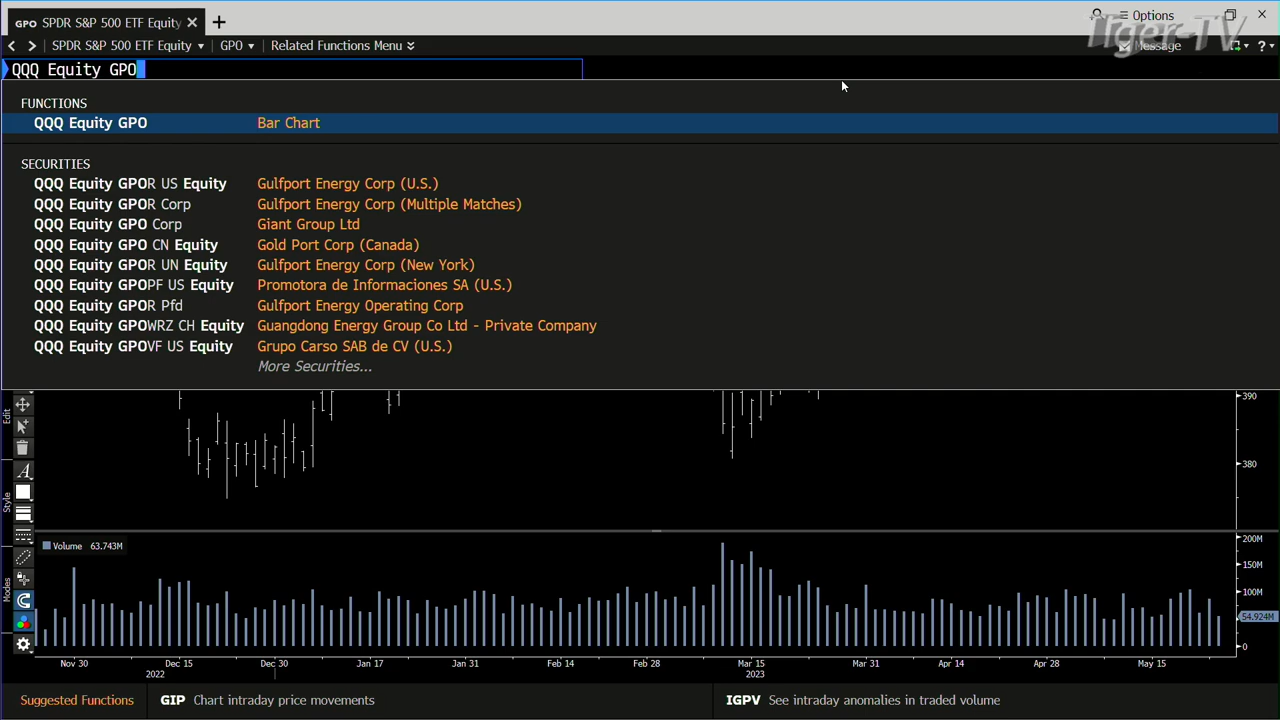 GPO SPDR S&P 500 ETF Equity
Options
SPDR S&P 500 ETF Equity GPO Related Functions Menu
Message ?
Tiger-TV
QQQ Equity GPO
FUNCTIONS
QQQ Equity GPO Bar Chart
SECURITIES
QQQ Equity GPOR US Equity Gulfport Energy Corp (U.S.)
QQQ Equity GPOR Corp Gulfport Energy Corp (Multiple Matches)
QQQ Equity GPO Corp Giant Group Ltd
QQQ Equity GPO CN Equity Gold Port Corp (Canada)
QQQ Equity GPOR UN Equity Gulfport Energy Corp (New York)
QQQ Equity GPOPF US Equity Promotora de Informaciones SA (U.S.)
QQQ Equity GPOR Pfd Gulfport Energy Operating Corp
QQQ Equity GPOWRZ CH Equity Guangdong Energy Group Co Ltd - Private Company
QQQ Equity GPOVF US Equity Grupo Carso SAB de CV (U.S.)
More Securities...
390
Edit
380
Style
Volume 63.743M
200M
150M
Modes
100M
54.924M
0
Nov 30 Dec 15 Dec 30 Jan 17 Jan 31 Feb 14 Feb 28 Mar 15 Mar 31 Apr 14 Apr 28 May 15
2022 2023
Suggested Functions GIP Chart intraday price movements IGPV See intraday anomalies in traded volume